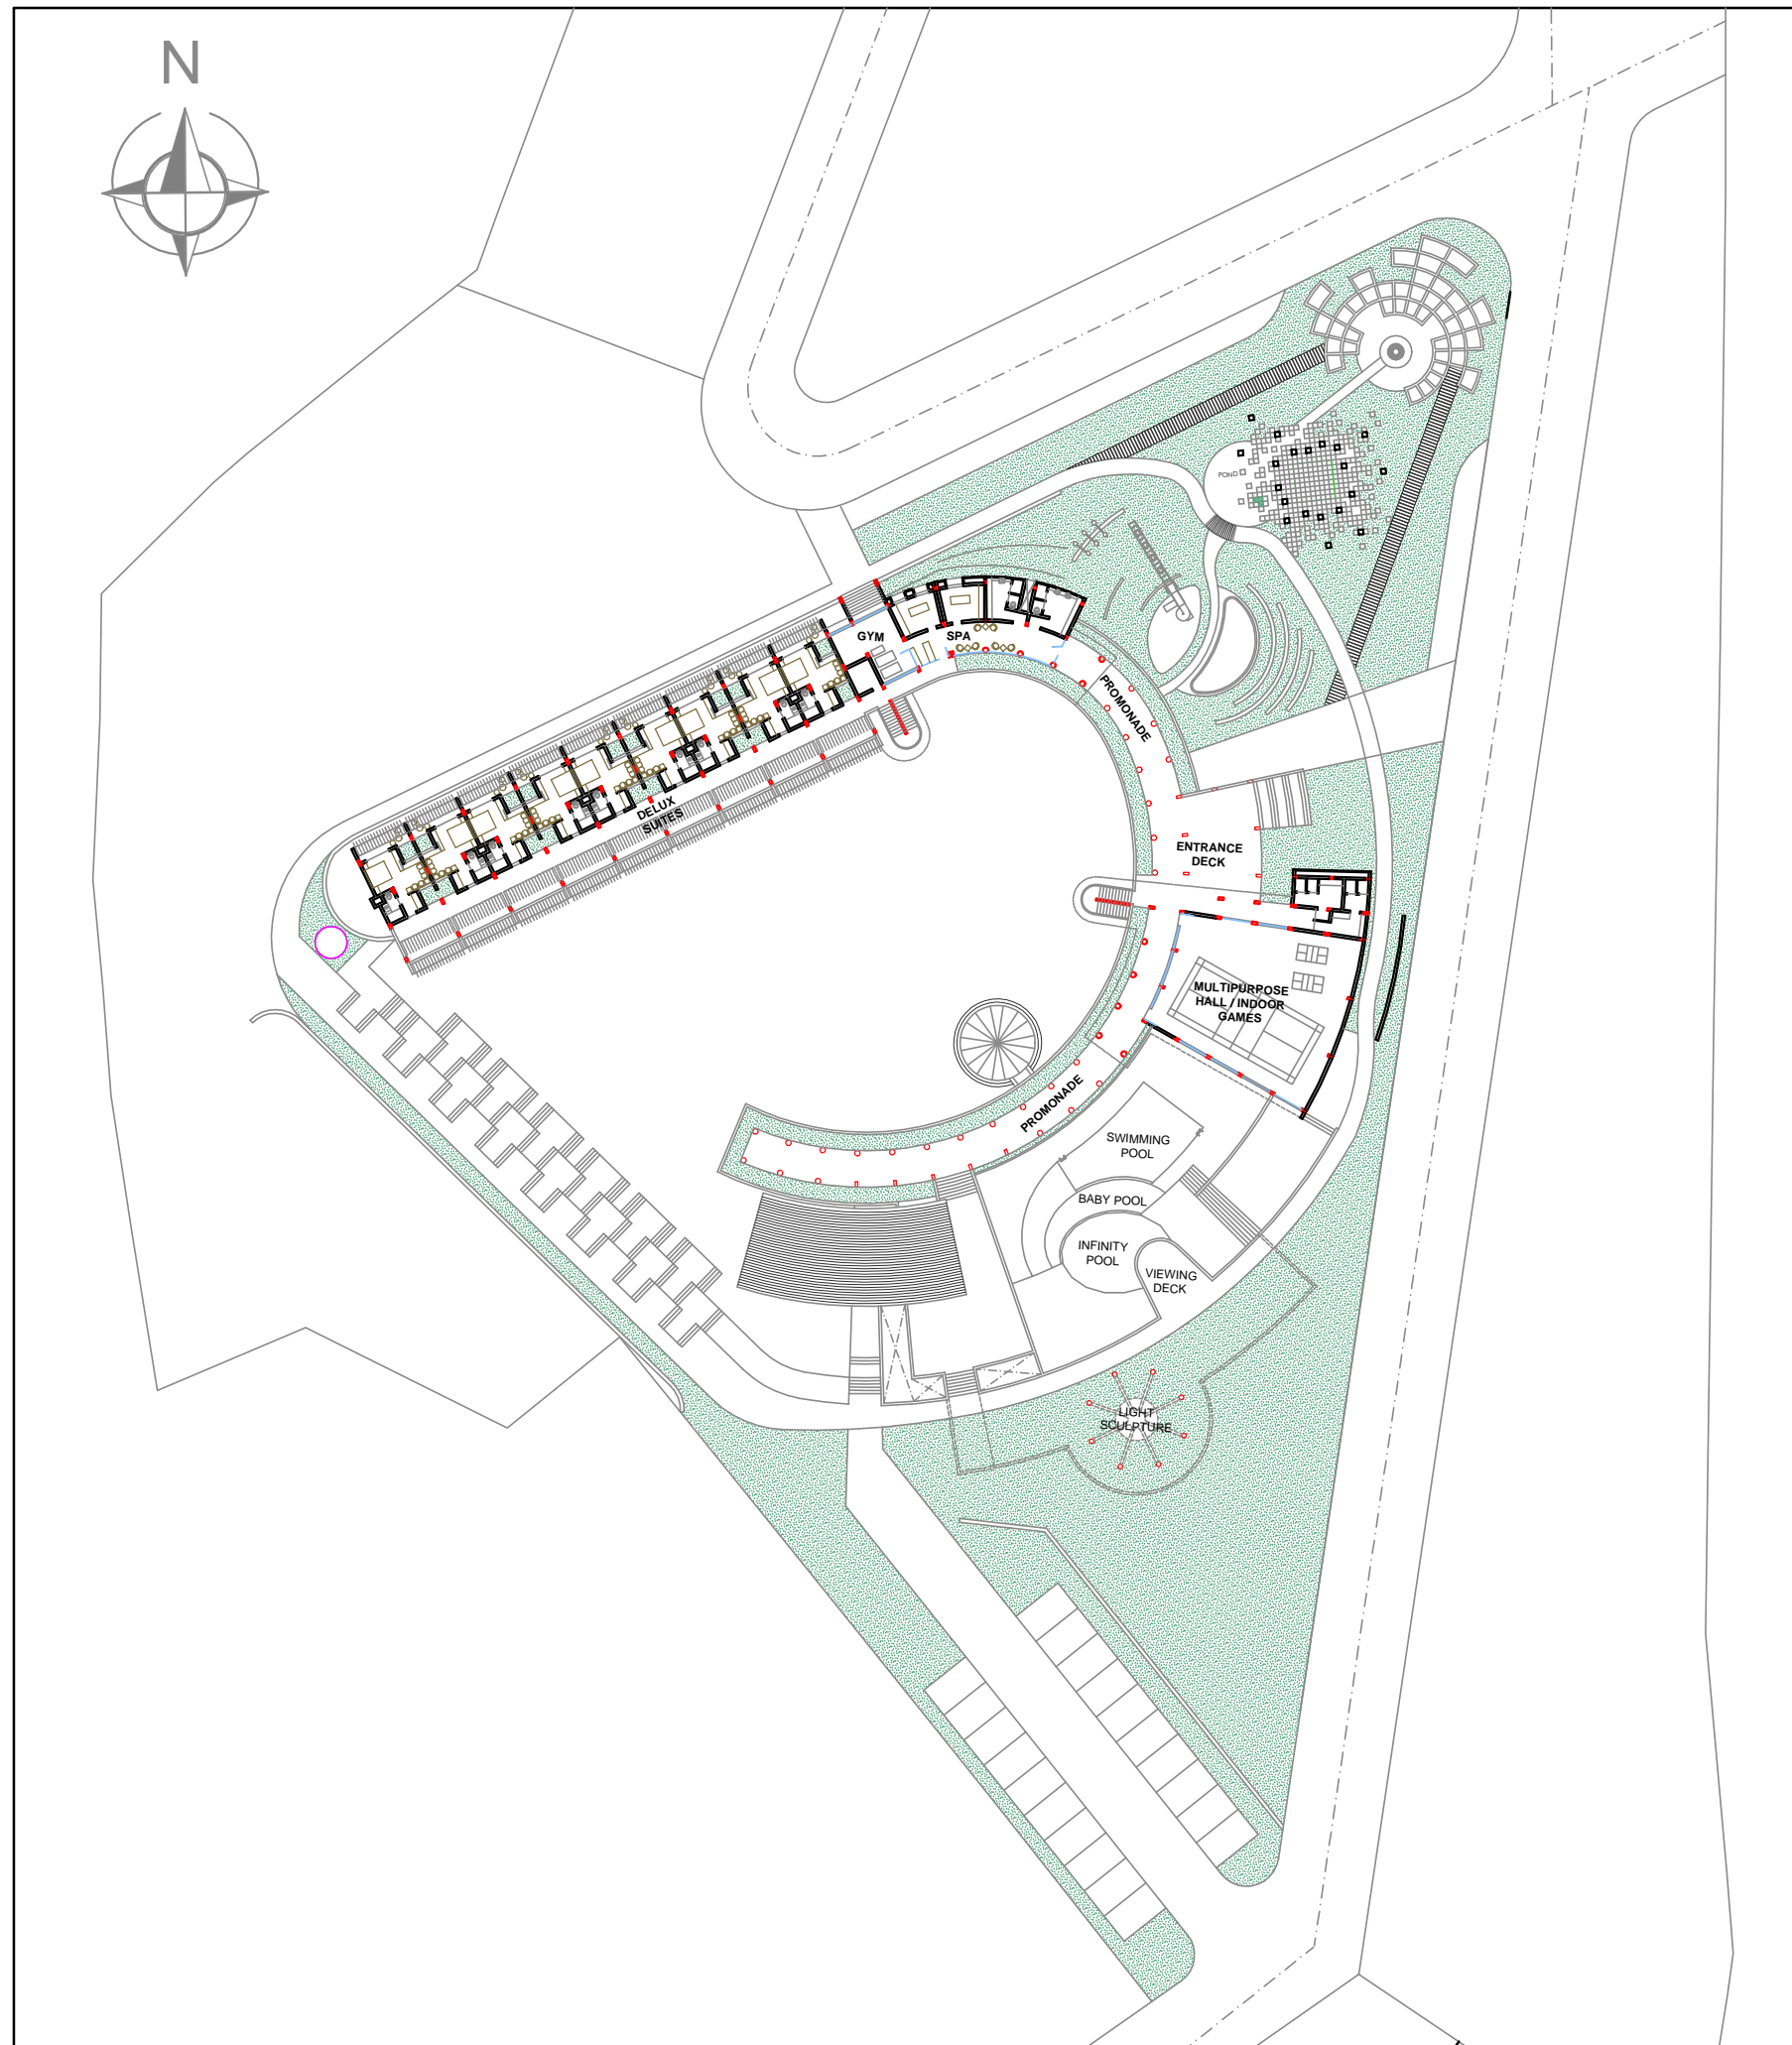 N
POND
GYM
SPA
PROMONADE
DELUX
SUITES
ENTRANCE
DECK
MULTIPURPOSE
HALL / INDOOR
GAMES
PROMONADE
SWIMMING
POOL
BABY POOL
INFINITY
POOL
VIEWING
DECK
LIGHT
SCULPTURE